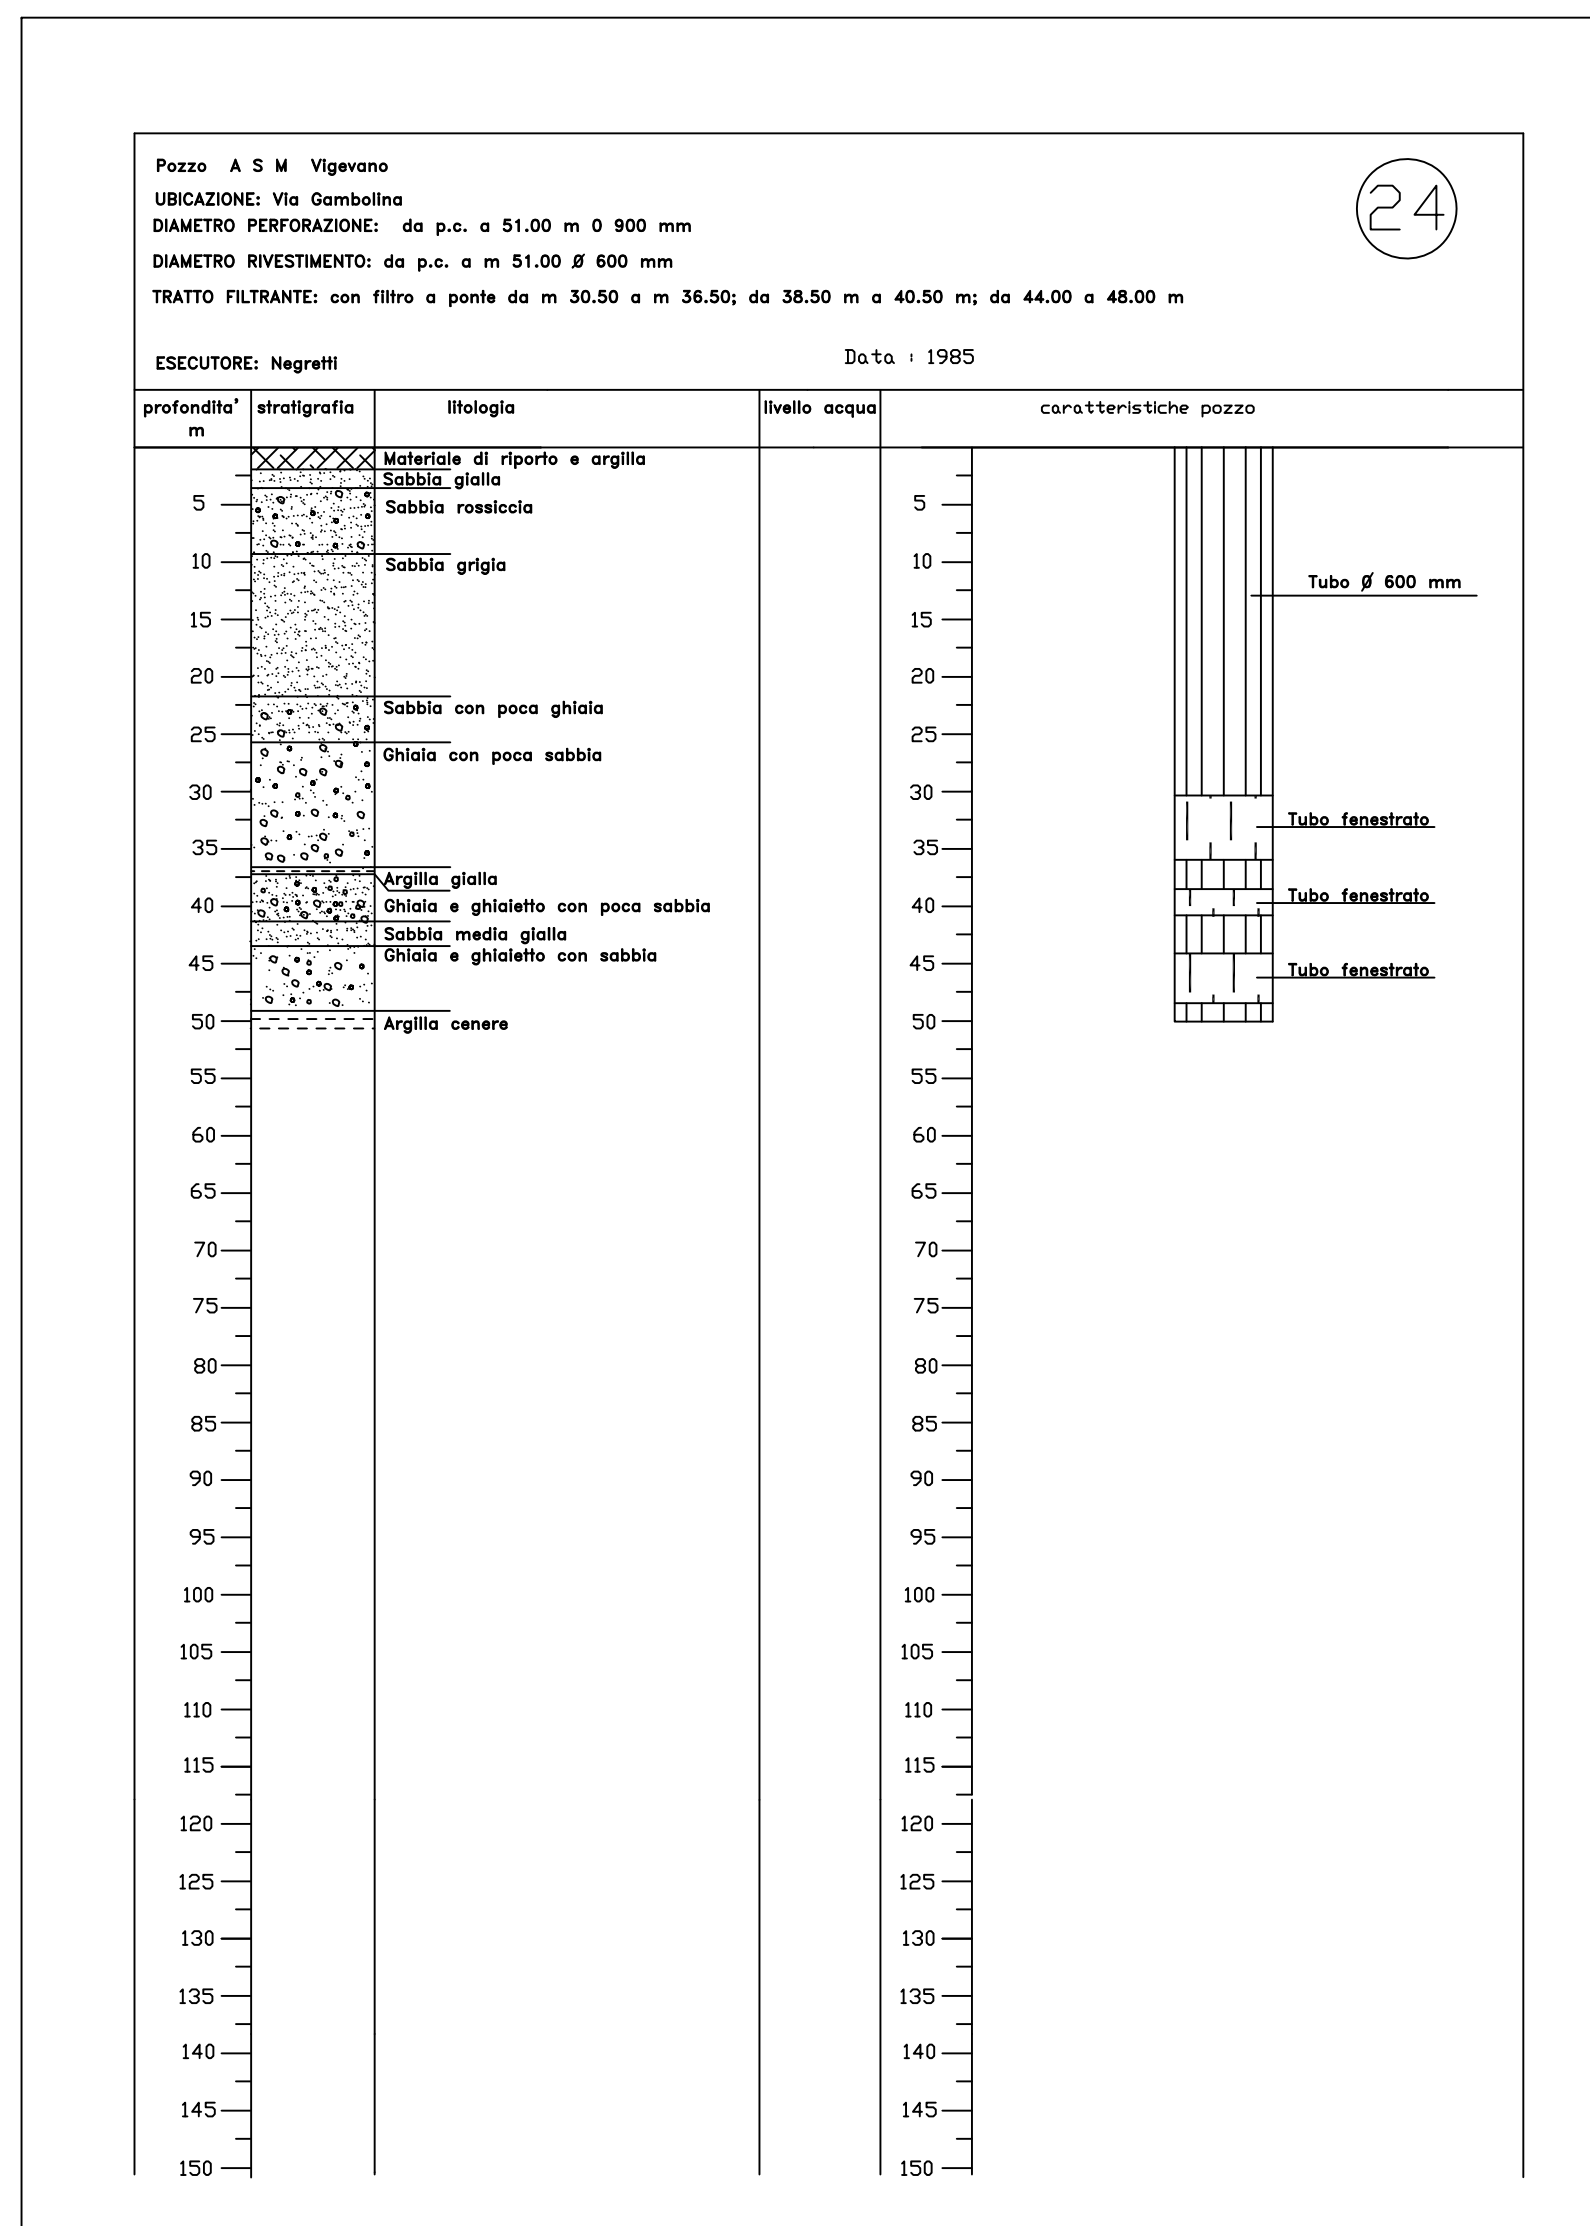 Pozzo A S M Vigevano
24
UBICAZIONE: Via Gambolina
DIAMETRO PERFORAZIONE: da p.c. a 51.00 m 0 900 mm
DIAMETRO RIVESTIMENTO: da p.c. a m 51.00 Ø 600 mm
TRATTO FILTRANTE: con filtro a ponte da m 30.50 a m 36.50; da 38.50 m a 40.50 m; da 44.00 a 48.00 m
ESECUTORE: Negretti
Data : 1985
profondita' m
stratigrafia
litologia
livello acqua
caratteristiche pozzo
Materiale di riporto e argilla
Sabbia gialla
5 Sabbia rossiccia 5
10 Sabbia grigia 10
Tubo Ø 600 mm
15 15
20 20
Sabbia con poca ghiaia
25 25
Ghiaia con poca sabbia
30 30
Tubo fenestrato
35 35
Argilla gialla
Tubo fenestrato
40 Ghiaia e ghiaietto con poca sabbia 40
Sabbia media gialla
Ghiaia e ghiaietto con sabbia
45 45
Tubo fenestrato
50 Argilla cenere 50
55 55
60 60
65 65
70 70
75 75
80 80
85 85
90 90
95 95
100 100
105 105
110 110
115 115
120 120
125 125
130 130
135 135
140 140
145 145
150 150